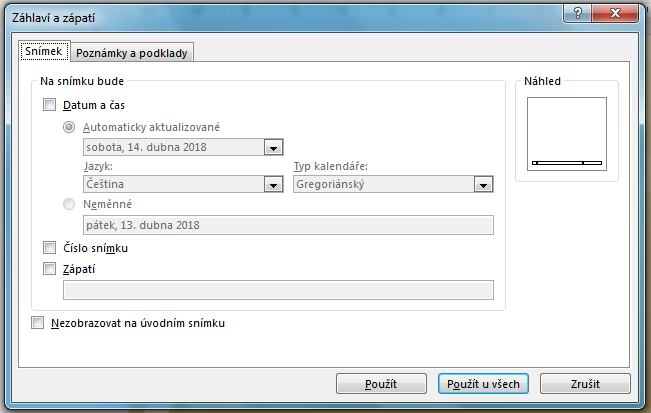 Záhlaví a zápatí
?
Snímek
Poznámky a podklady
Na snímku bude
Náhled
Datum a čas
Automaticky aktualizované
sobota, 14. dubna 2018
Jazyk:
Typ kalendáře:
Čeština
Gregoriánský
Neměnné
pátek, 13. dubna 2018
Číslo snímku
Zápatí
Nezobrazovat na úvodním snímku
Použít
Použít u všech
Zrušit